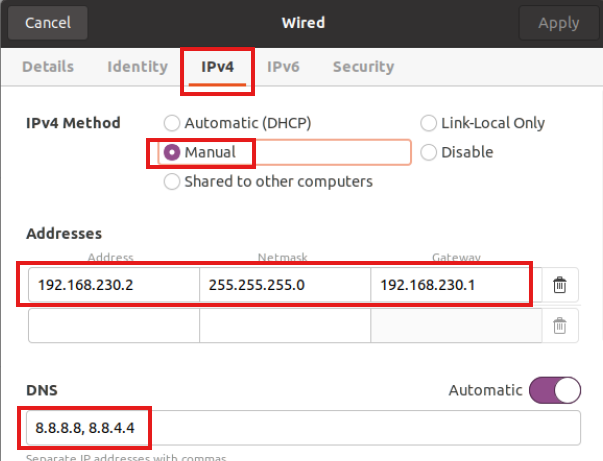 Cancel Wired Apply
Details Identity IPv4 IPv6 Security
IPv4 Method Automatic (DHCP) Link-Local Only
Manual Disable
Shared to other computers
Addresses
Address Netmask Gateway
192.168.230.2 255.255.255.0 192.168.230.1
DNS Automatic
8.8.8.8, 8.8.4.4
Separate IP addresses with commas